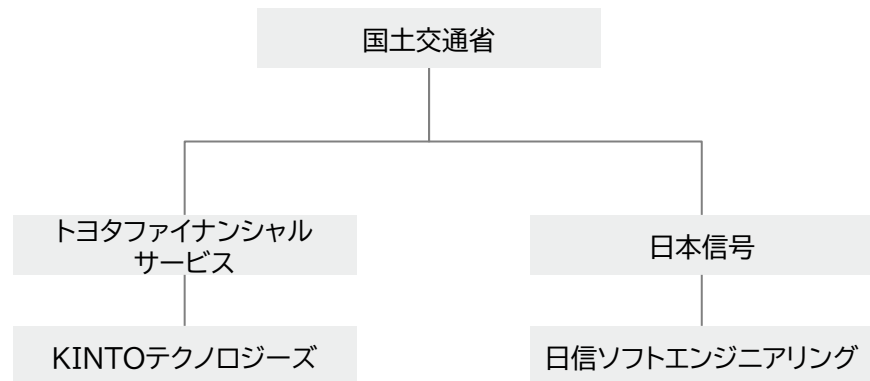 国土交通省
トヨタファイナンシャル
サービス
日本信号
KINTOテクノロジーズ
日信ソフトエンジニアリング